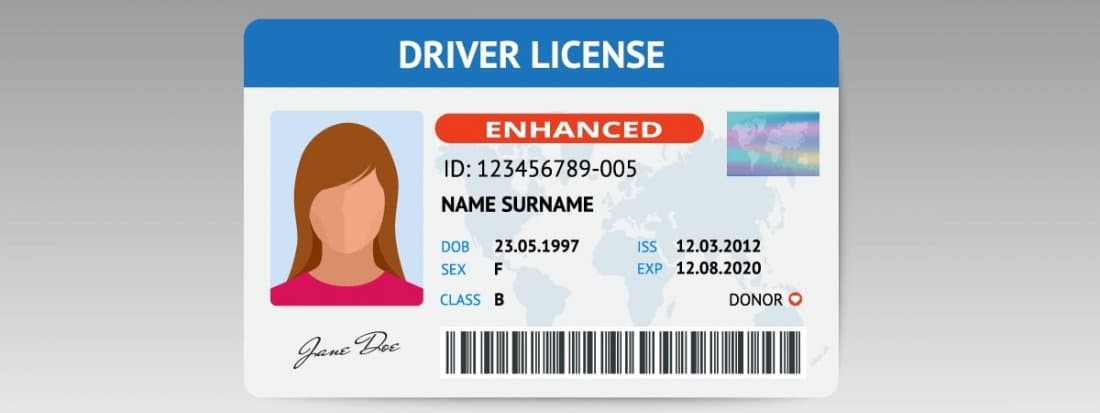 DRIVER LICENSE
ENHANCED
ID: 123456789-005
NAME SURNAME
DOB 23.05.1997 ISS 12.03.2012
SEX F EXP 12.08.2020
CLASS B DONOR
Jane Doe